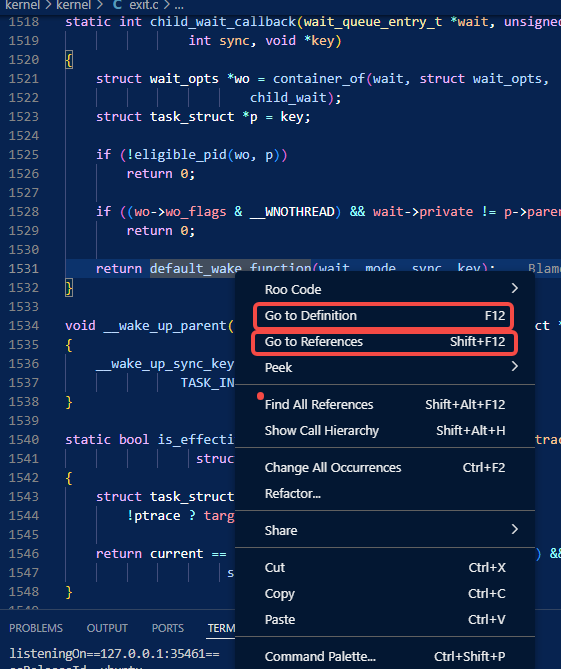 kernel > kernel > C exit.c > ...
1518 static int child_wait_callback(wait_queue_entry_t *wait, unsigned
1519 int sync, void *key)
1520 {
1521 struct wait_opts *wo = container_of(wait, struct wait_opts,
1522 child_wait);
1523 struct task_struct *p = key;
1524
1525 if (!eligible_pid(wo, p))
1526 return 0;
1527
1528 if ((wo->wo_flags & __WNOTHREAD) && wait->private != p->paren
1529 return 0;
1530
1531 return default_wake_function(wait, mode, sync, key); Blam
1532 }
1533
1534 void __wake_up_parent( ct *
1535 {
1536 __wake_up_sync_key
1537 TASK_IN
1538 }
1539
1540 static bool is_effecti trac
1541 struc
1542 {
1543 struct task_struct
1544 !ptrace ? targ
1545
1546 return current == ) &&
1547 s
1548 }
1549
Roo Code >
Go to Definition F12
Go to References Shift+F12
Peek >
Find All References Shift+Alt+F12
Show Call Hierarchy Shift+Alt+H
Change All Occurrences Ctrl+F2
Refactor...
Share >
Cut Ctrl+X
Copy Ctrl+C
Paste Ctrl+V
Command Palette... Ctrl+Shift+P
PROBLEMS OUTPUT PORTS TERM
listeningOn==127.0.0.1:35461==